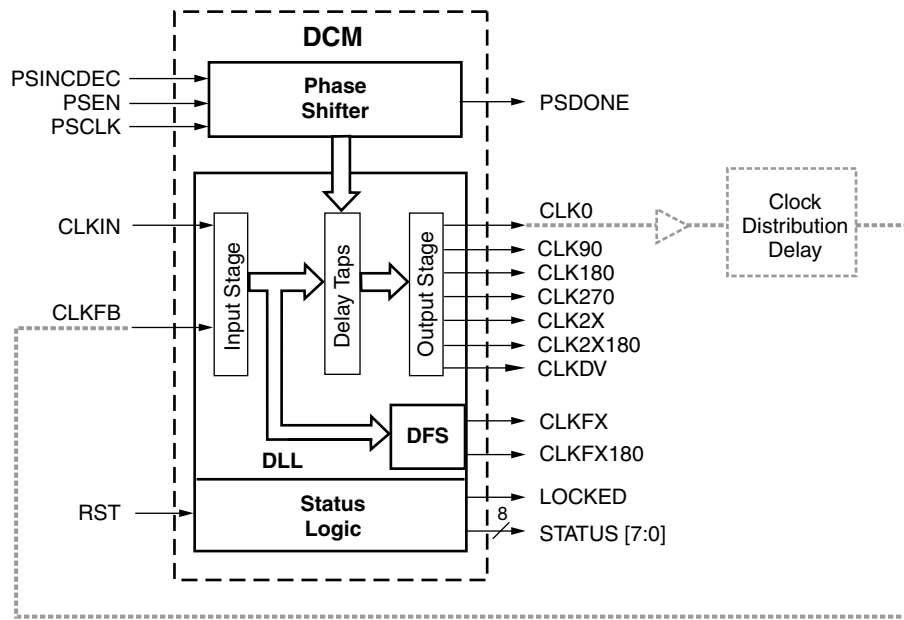 DCM
PSINCDEC
PSEN
PSCLK
Phase
Shifter
PSDONE
CLKIN
CLKFB
Input Stage
Delay Taps
Output Stage
CLK0
CLK90
CLK180
CLK270
CLK2X
CLK2X180
CLKDV
Clock
Distribution
Delay
DFS
CLKFX
CLKFX180
DLL
RST
Status
Logic
LOCKED
8
STATUS [7:0]